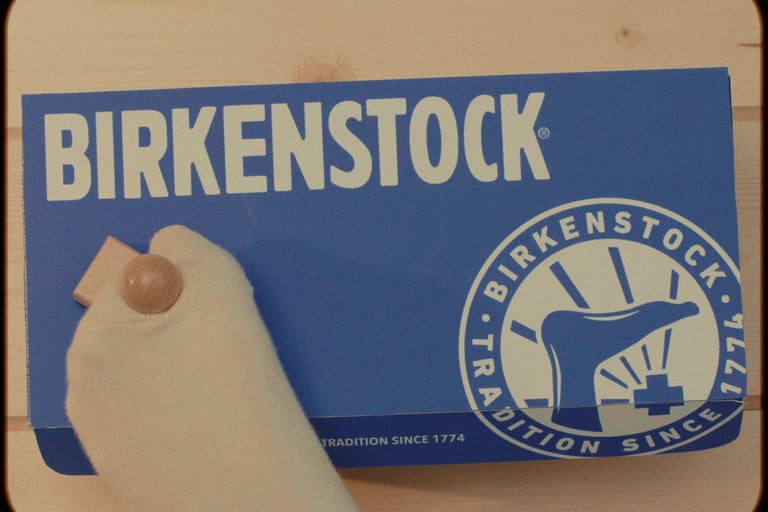 BIRKENSTOCK®
• BIRKENSTOCK •
TRADITION SINCE 1774
TRADITION SINCE 1774